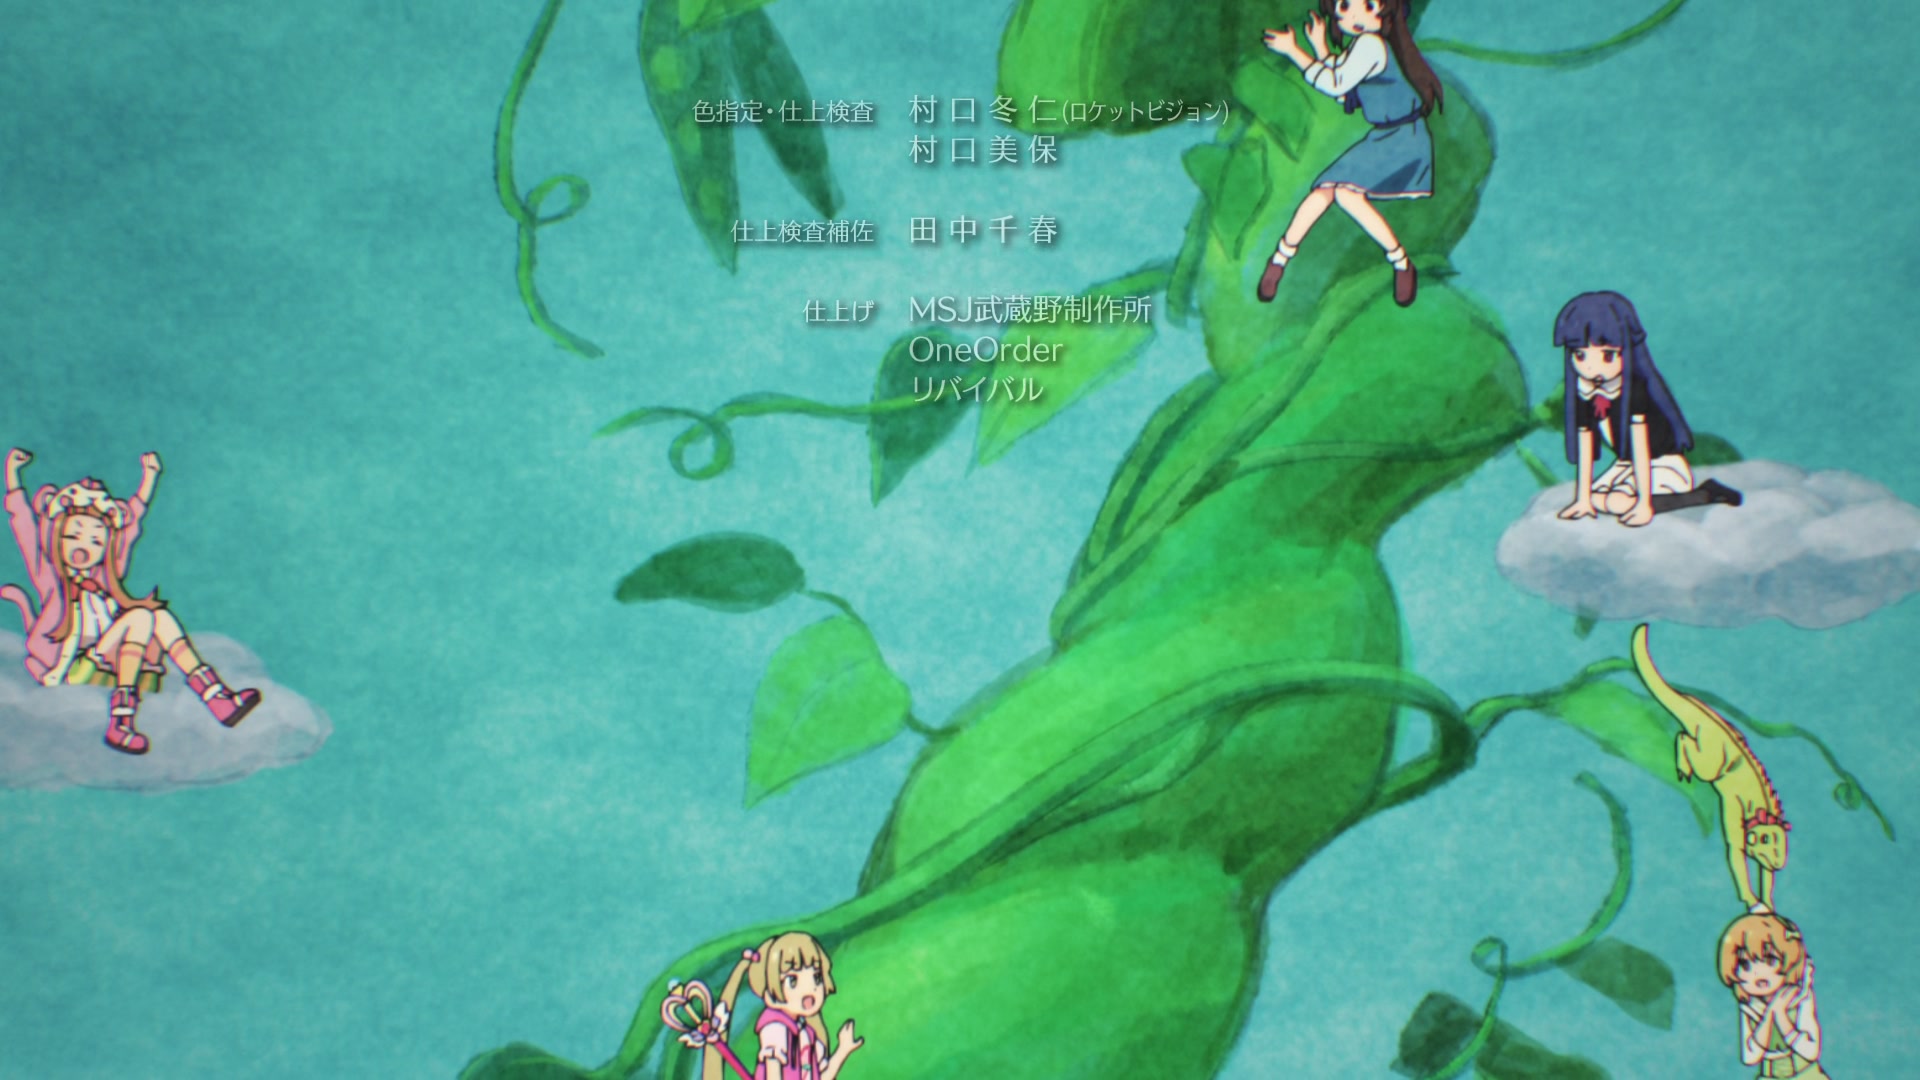 色指定・仕上検査 村口冬仁(ロケットビジョン)
村口美保
仕上検査補佐 田中千春
仕上げ MSJ武蔵野制作所
OneOrder
リバイバル